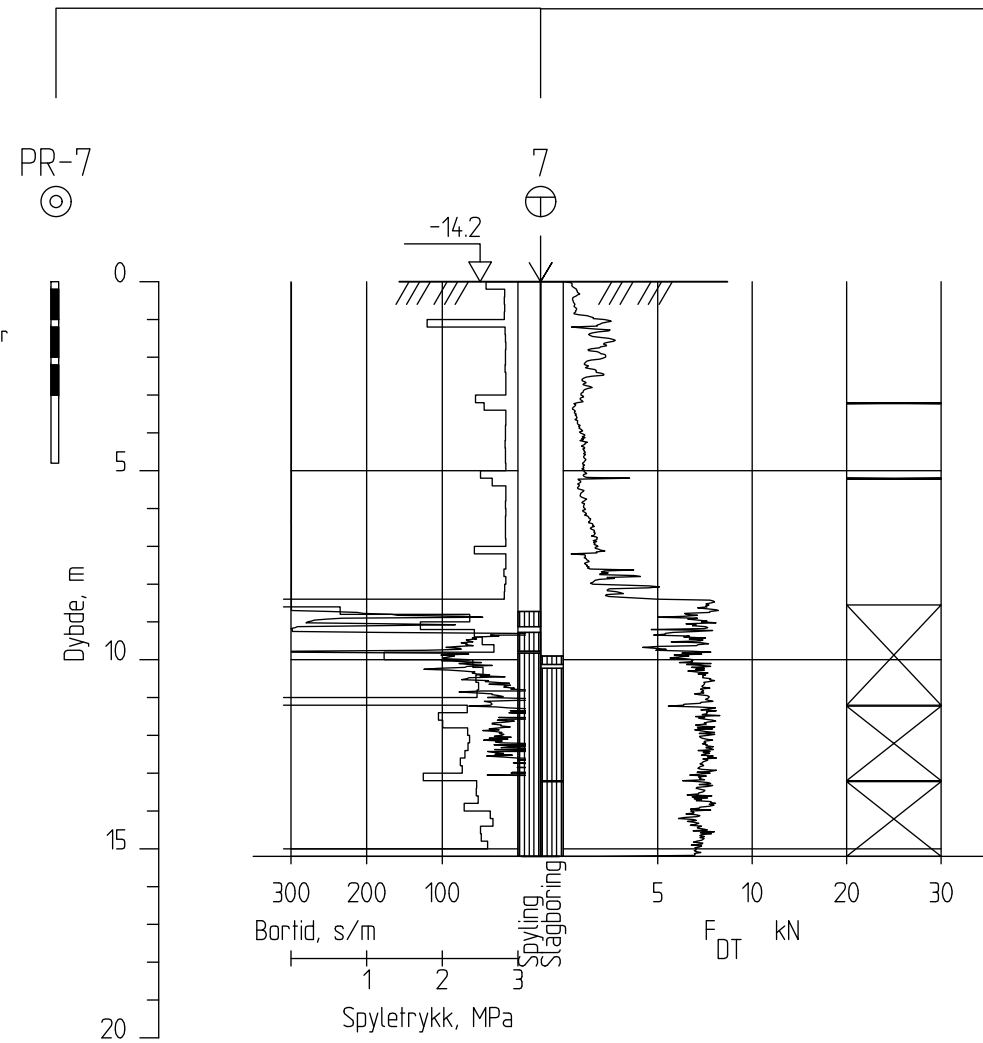 PR-7
7
-14.2
0
r
5
Dybde, m
10
15
300 200 100
5 10 20 30
Bortid, s/m
Spyling
Slagboring
F DT kN
1 2 3
Spyletrykk, MPa
20